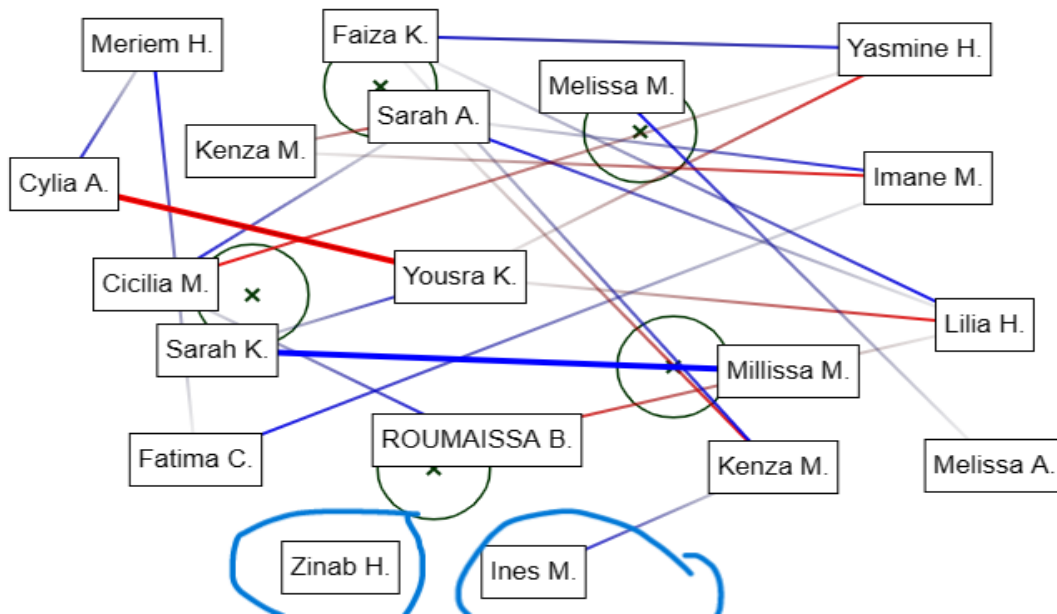 Meriem H.
Faiza K.
Yasmine H.
Melissa M.
Sarah A.
Kenza M.
Cylia A.
Imane M.
Cicilia M.
Yousra K.
Lilia H.
Sarah K.
Millissa M.
ROUMAISSA B.
Fatima C.
Kenza M.
Melissa A.
Zinab H.
Ines M.